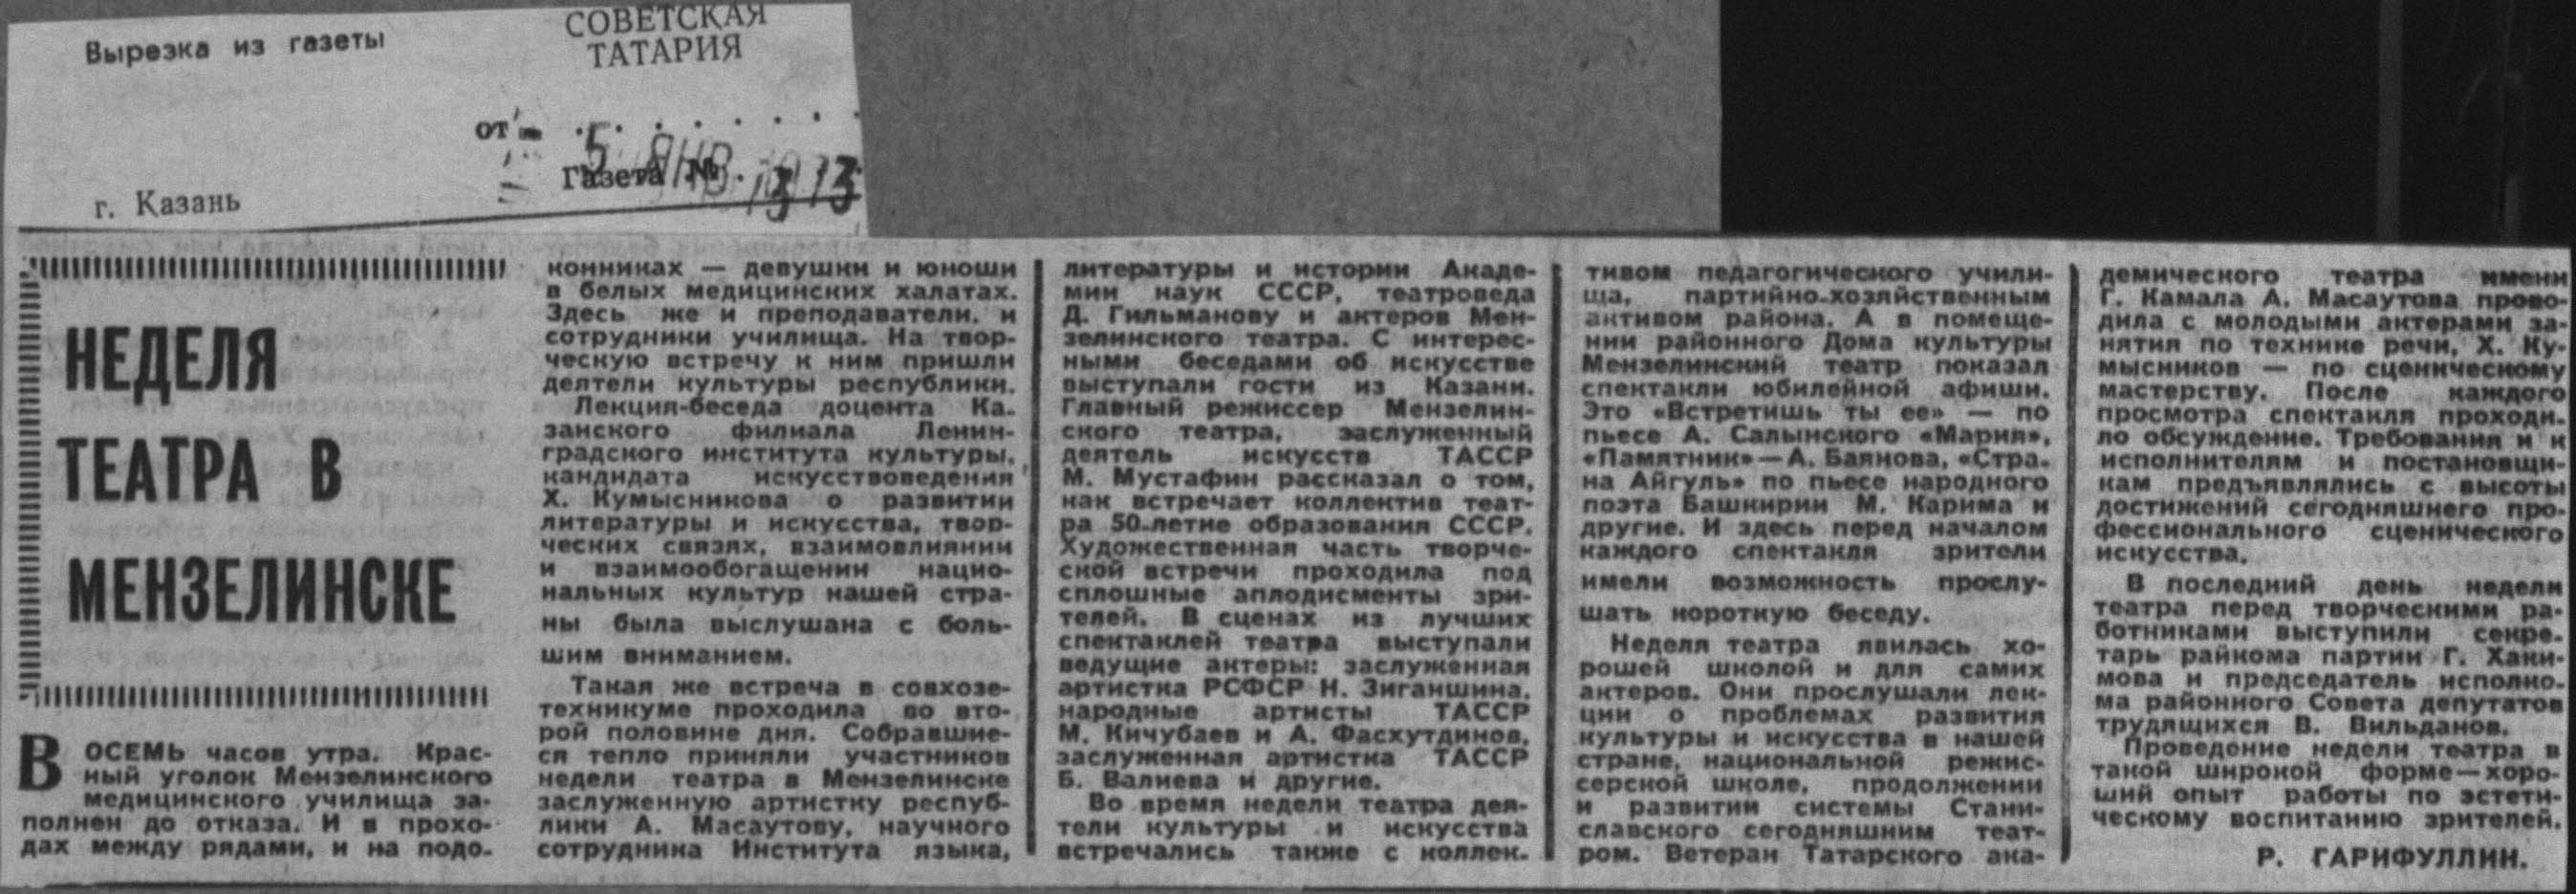 Вырезка из газеты
СОВЕТСКАЯ
ТАТАРИЯ
от
5 ЯНВ 1973
Газета №
г. Казань
НЕДЕЛЯ
ТЕАТРА В
МЕНЗЕЛИНСКЕ
ВОСЕМЬ часов утра. Крас-
ный уголок Мензелинского
медицинского училища за-
полнен до отказа. И в прохо-
дах между рядами, и на подо-
конниках — девушки и юноши
в белых медицинских халатах.
Здесь же и преподаватели, и
сотрудники училища. На твор-
ческую встречу к ним пришли
деятели культуры республики.
Лекция-беседа доцента Ка-
занского филиала Ленин-
градского института культуры,
кандидата искусствоведения
Х. Кумысникова о развитии
литературы и искусства, твор-
ческих связях, взаимовлиянии
и взаимообогащении нацио-
нальных культур нашей стра-
ны была выслушана с боль-
шим вниманием.
Такая же встреча в совхозе-
техникуме проходила во вто-
рой половине дня. Собравшие-
ся тепло приняли участников
недели театра в Мензелинске
заслуженную артистку респуб-
лики А. Масаутову, научного
сотрудника Института языка,
литературы и истории Акаде-
мии наук СССР, театроведа
Д. Гильманову и актеров Мен-
зелинского театра. С интерес-
ными беседами об искусстве
выступали гости из Казани.
Главный режиссер Мензелин-
ского театра, заслуженный
деятель искусств ТАССР
М. Мустафин рассказал о том,
как встречает коллектив теат-
ра 50-летие образования СССР.
Художественная часть творче-
ской встречи проходила под
сплошные аплодисменты зри-
телей. В сценах из лучших
спектаклей театра выступали
ведущие актеры: заслуженная
артистка РСФСР Н. Зиганшина,
народные артисты ТАССР
М. Кичубаев и А. Фасхутдинов,
заслуженная артистка ТАССР
Б. Валиева и другие.
Во время недели театра дея-
тели культуры и искусства
встречались также с коллек-
тивом педагогического учили-
ща, партийно-хозяйственным
активом района. А в помеще-
нии районного Дома культуры
Мензелинский театр показал
спектакли юбилейной афиши.
Это «Встретишь ты ее» — по
пьесе А. Салынского «Мария»,
«Памятник» — А. Баянова, «Стра-
на Айгуль» по пьесе народного
поэта Башкирии М. Карима и
другие. И здесь перед началом
каждого спектакля зрители
имели возможность прослу-
шать короткую беседу.
Неделя театра явилась хо-
рошей школой и для самих
актеров. Они прослушали лек-
ции о проблемах развития
культуры и искусства в нашей
стране, национальной режис-
серской школе, продолжении
и развитии системы Стани-
славского сегодняшним теат-
ром. Ветеран Татарского ака-
демического театра имени
Г. Камала А. Масаутова прово-
дила с молодыми актерами за-
нятия по технике речи, Х. Ку-
мысников — по сценическому
мастерству. После каждого
просмотра спектакля проходи-
ло обсуждение. Требования и к
исполнителям и постановщи-
кам предъявлялись с высоты
достижений сегодняшнего про-
фессионального сценического
искусства.
В последний день недели
театра перед творческими ра-
ботниками выступили секре-
тарь райкома партии Г. Хаки-
мова и председатель исполко-
ма районного Совета депутатов
трудящихся В. Вильданов.
Проведение недели театра в
такой широкой форме — хоро-
ший опыт работы по эстети-
ческому воспитанию зрителей.
Р. ГАРИФУЛЛИН.